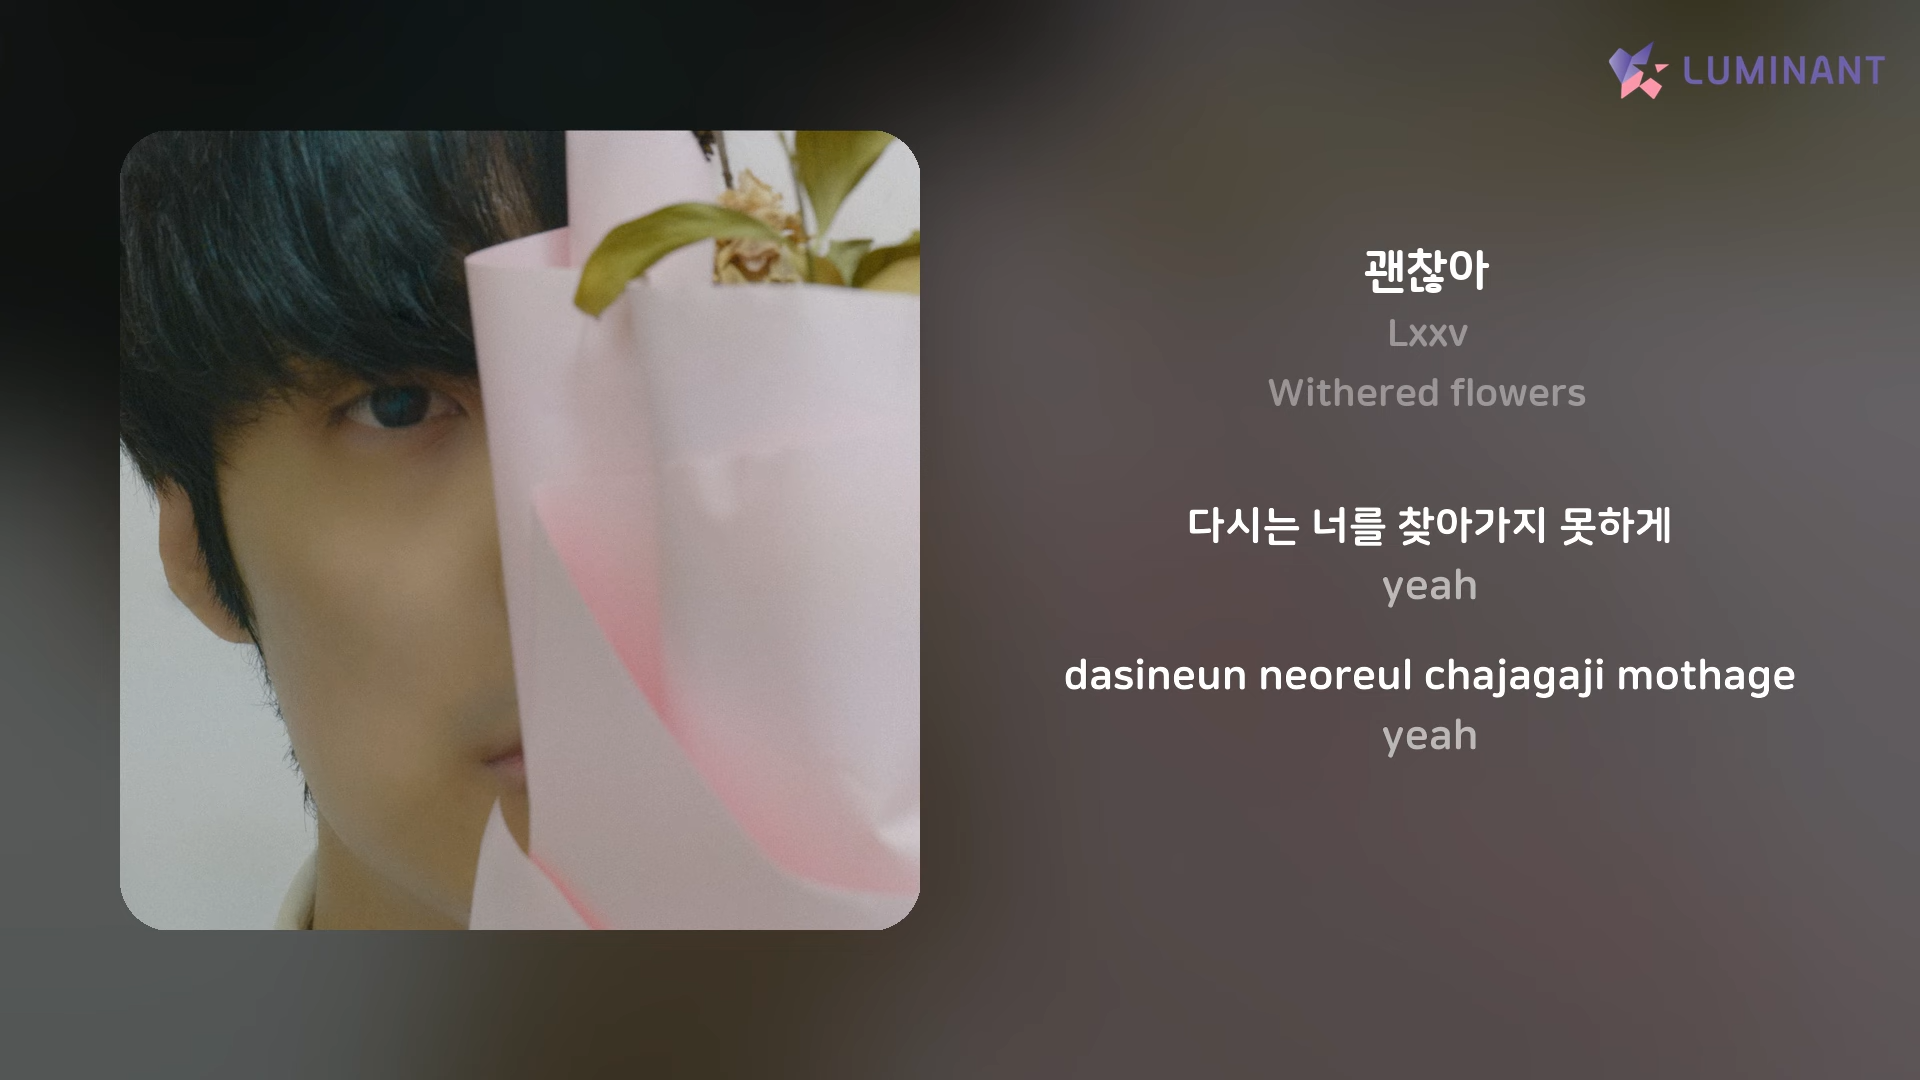 LUMINANT
괜찮아
Lxxv
Withered flowers
다시는 너를 찾아가지 못하게
yeah
dasineun neoreul chajagaji mothage
yeah